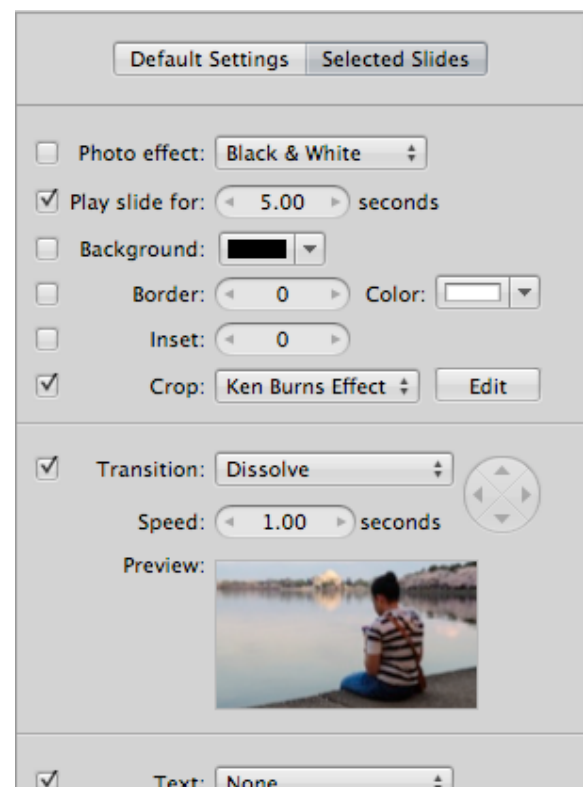 Default Settings Selected Slides
Photo effect: Black & White
Play slide for: 5.00 seconds
Background:
Border: 0 Color:
Inset: 0
Crop: Ken Burns Effect Edit
Transition: Dissolve
Speed: 1.00 seconds
Preview:
Text: None